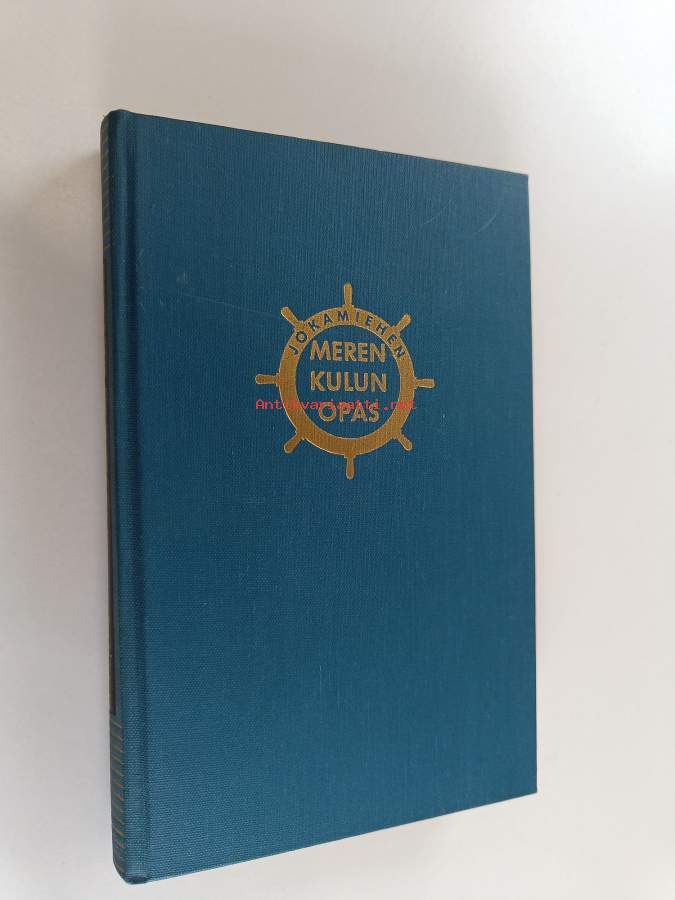 JOKAMIEHEN
MEREN
KULUN
OPAS
Antikvariaatti.net